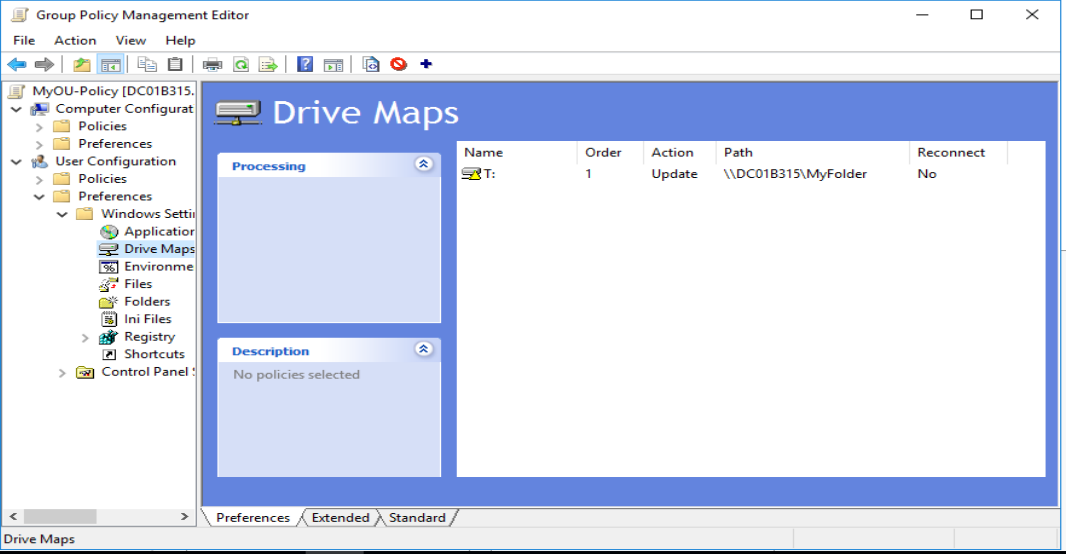 Group Policy Management Editor
File Action View Help
MyOU-Policy [DC01B315.
Computer Configurat
Policies
Preferences
User Configuration
Policies
Preferences
Windows Setti
Application
Drive Maps
Environme
Files
Folders
Ini Files
Registry
Shortcuts
Control Panel S
Drive Maps
Processing
Description
No policies selected
Name Order Action Path Reconnect
T: 1 Update \\DC01B315\MyFolder No
Preferences Extended Standard
Drive Maps